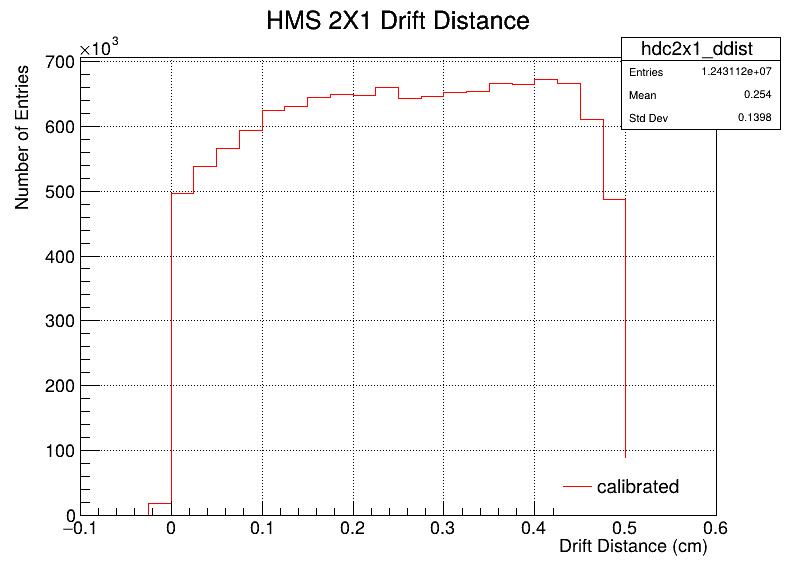 HMS 2X1 Drift Distance
×10³
hdc2x1_ddist
Entries 1.243112e+07
Mean 0.254
Std Dev 0.1398
Number of Entries
700
600
500
400
300
200
100
0
−0.1 0 0.1 0.2 0.3 0.4 0.5 0.6
calibrated
Drift Distance (cm)